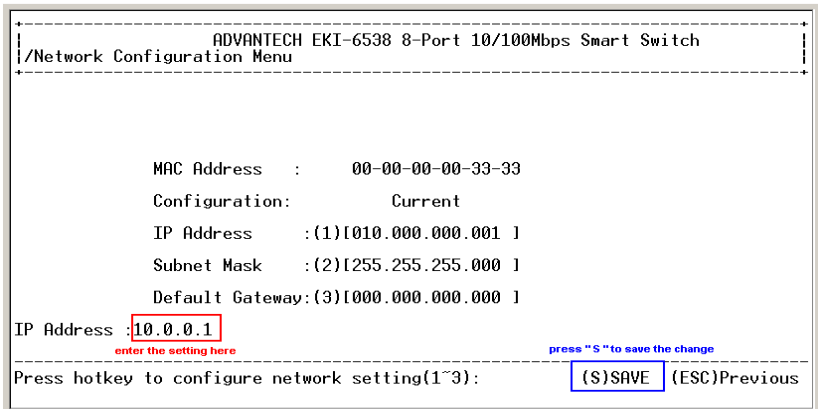 ADVANTECH EKI-6538 8-Port 10/100Mbps Smart Switch
/Network Configuration Menu
MAC Address : 00-00-00-00-33-33
Configuration: Current
IP Address :(1)[010.000.000.001 ]
Subnet Mask :(2)[255.255.255.000 ]
Default Gateway:(3)[000.000.000.000 ]
IP Address :10.0.0.1
enter the setting here
press "S "to save the change
Press hotkey to configure network setting(1~3): (S)SAVE (ESC)Previous